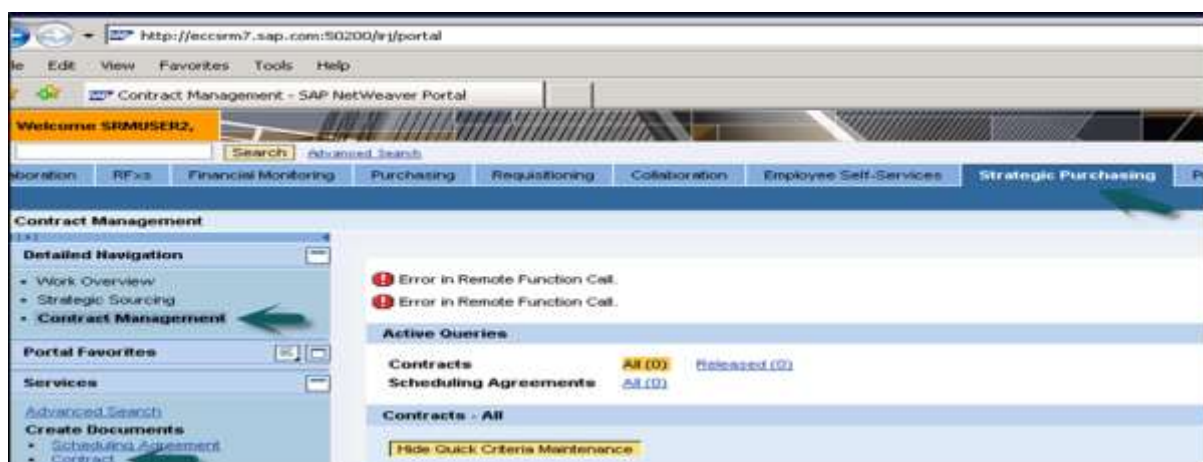 http://eccsrm7.sap.com:50200/irj/portal
le Edit View Favorites Tools Help
Contract Management - SAP NetWeaver Portal
Welcome SRMUSER2,
Search Advanced Search
boration RFxs Financial Monitoring Purchasing Requisitioning Collaboration Employee Self-Services Strategic Purchasing P
Contract Management
Detailed Navigation
• Work Overview
• Strategic Sourcing
• Contract Management
Portal Favorites
Services
Advanced Search
Create Documents
• Scheduling Agreement
• Contract
Error in Remote Function Call.
Error in Remote Function Call.
Active Queries
Contracts All (0) Released (0)
Scheduling Agreements All (0)
Contracts - All
Hide Quick Criteria Maintenance